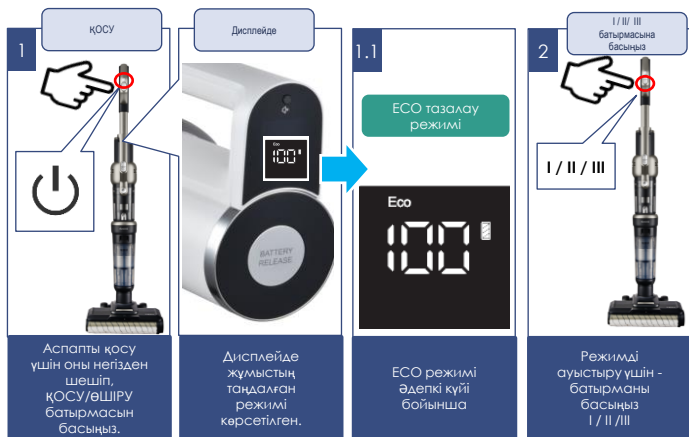 1
ҚОСУ
Аспапты қосу
үшін оны негізден
шешіп,
ҚОСУ/ӨШІРУ
батырмасын
басыңыз.
Дисплейде
Eco
100
BATTERY
RELEASE
Дисплейде
жұмыстың
таңдалған
режимі
көрсетілген.
1.1
ECO тазалау
режимі
Eco
100
ECO режимі
Әдепкі күйі
бойынша
2
I / II/ III
батырмасына
басыңыз
I / II / III
Режимді
ауыстыру үшін -
батырманы
басыңыз
I / II /III